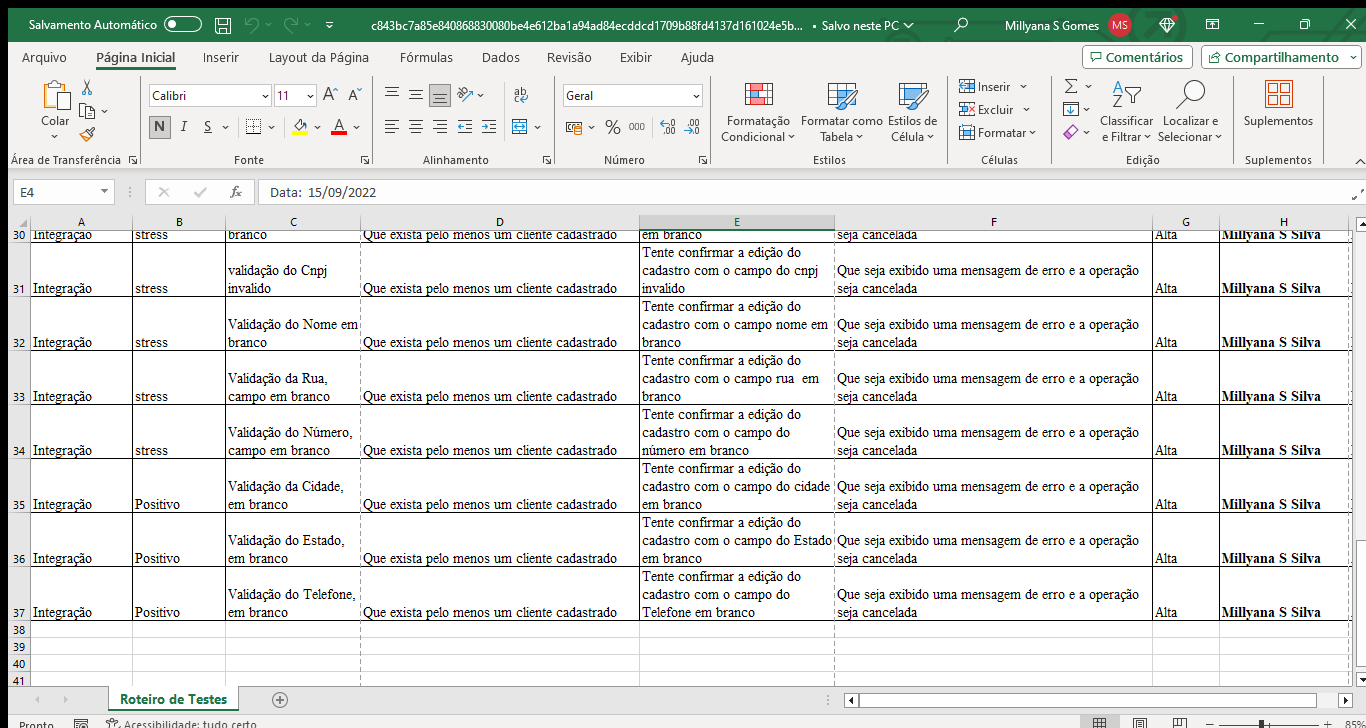 Salvamento Automático c843bc7a85e840868830080be4e612ba1a94ad84ecddcd1709b88fd4137d161024e5b... • Salvo neste PC Millyana S Gomes MS
Arquivo Página Inicial Inserir Layout da Página Fórmulas Dados Revisão Exibir Ajuda Comentários Compartilhamento
Calibri 11 Geral Inserir
Colar Formatação Condicional Formatar como Tabela Estilos de Célula Excluir Classificar e Filtrar Localizar e Selecionar Suplementos
N I S % 000 Formatar
Área de Transferência Fonte Alinhamento Número Estilos Células Edição Suplementos
E4 fx Data: 15/09/2022
A B C D E F G H
30 Integração stress branco Que exista pelo menos um cliente cadastrado em branco seja cancelada Alta Millyana S Silva
31 Integração stress validação do Cnpj invalido Que exista pelo menos um cliente cadastrado Tente confirmar a edição do cadastro com o campo do cnpj invalido Que seja exibido uma mensagem de erro e a operação seja cancelada Alta Millyana S Silva
32 Integração stress Validação do Nome em branco Que exista pelo menos um cliente cadastrado Tente confirmar a edição do cadastro com o campo nome em branco Que seja exibido uma mensagem de erro e a operação seja cancelada Alta Millyana S Silva
33 Integração stress Validação da Rua, campo em branco Que exista pelo menos um cliente cadastrado Tente confirmar a edição do cadastro com o campo rua em branco Que seja exibido uma mensagem de erro e a operação seja cancelada Alta Millyana S Silva
34 Integração stress Validação do Número, campo em branco Que exista pelo menos um cliente cadastrado Tente confirmar a edição do cadastro com o campo do número em branco Que seja exibido uma mensagem de erro e a operação seja cancelada Alta Millyana S Silva
35 Integração Positivo Validação da Cidade, em branco Que exista pelo menos um cliente cadastrado Tente confirmar a edição do cadastro com o campo do cidade em branco Que seja exibido uma mensagem de erro e a operação seja cancelada Alta Millyana S Silva
36 Integração Positivo Validação do Estado, em branco Que exista pelo menos um cliente cadastrado Tente confirmar a edição do cadastro com o campo do Estado em branco Que seja exibido uma mensagem de erro e a operação seja cancelada Alta Millyana S Silva
37 Integração Positivo Validação do Telefone, em branco Que exista pelo menos um cliente cadastrado Tente confirmar a edição do cadastro com o campo do Telefone em branco Que seja exibido uma mensagem de erro e a operação seja cancelada Alta Millyana S Silva
38
39
40
41
Roteiro de Testes
Pronto Acessibilidade: tudo certo 85%